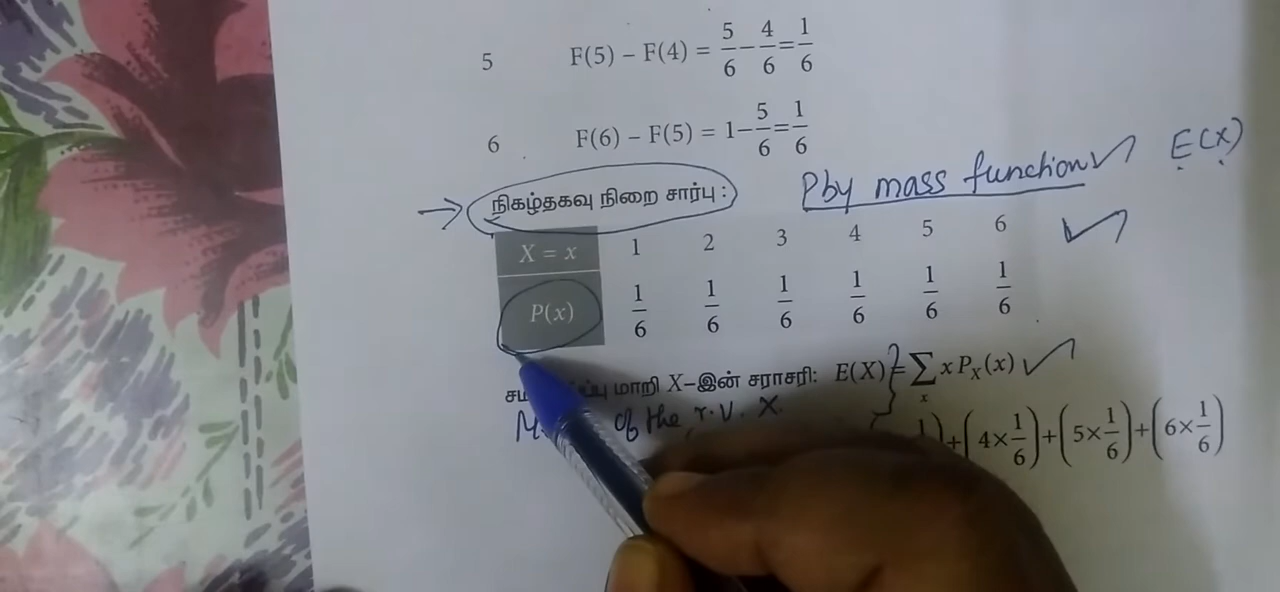 5 F(5) – F(4) = 5/6 – 4/6 = 1/6
6 F(6) – F(5) = 1 – 5/6 = 1/6
E(X)
→ நிகழ்தகவு நிறை சார்பு : Pby mass function
X = x 1 2 3 4 5 6
P(x) 1/6 1/6 1/6 1/6 1/6 1/6
மாறி X–இன் சராசரி: E(X) = ∑x x PX(x)
of the r.v. X
+ (4×1/6) + (5×1/6) + (6×1/6)